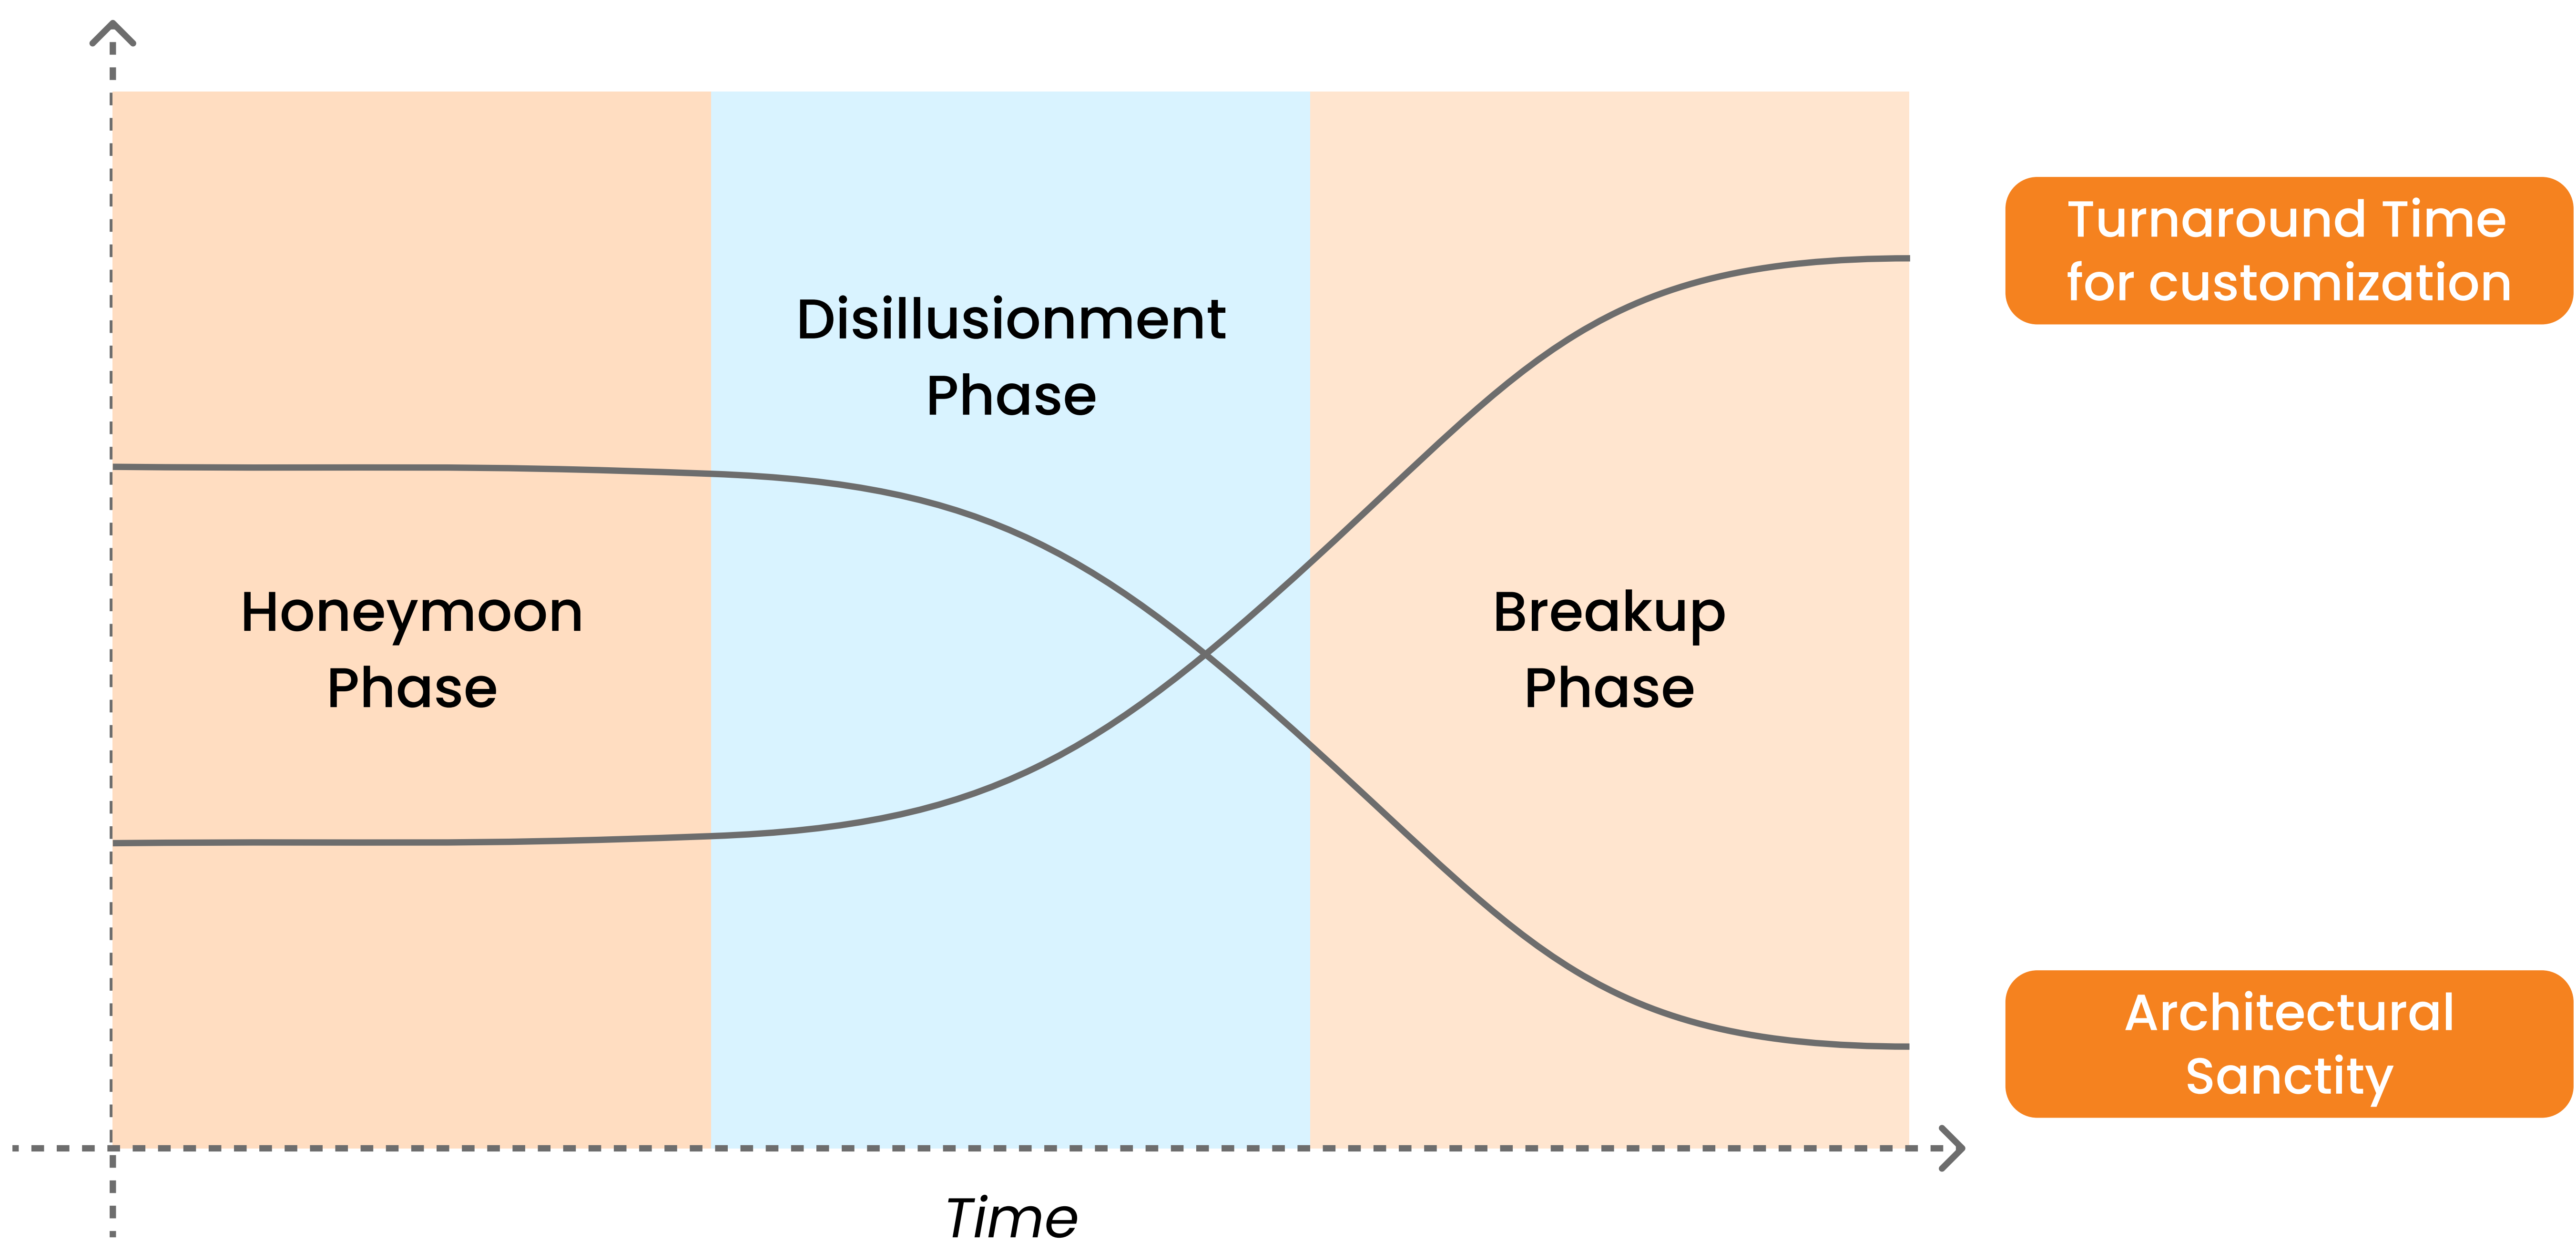 Disillusionment
Phase
Honeymoon
Phase
Breakup
Phase
Turnaround Time
for customization
Architectural
Sanctity
Time